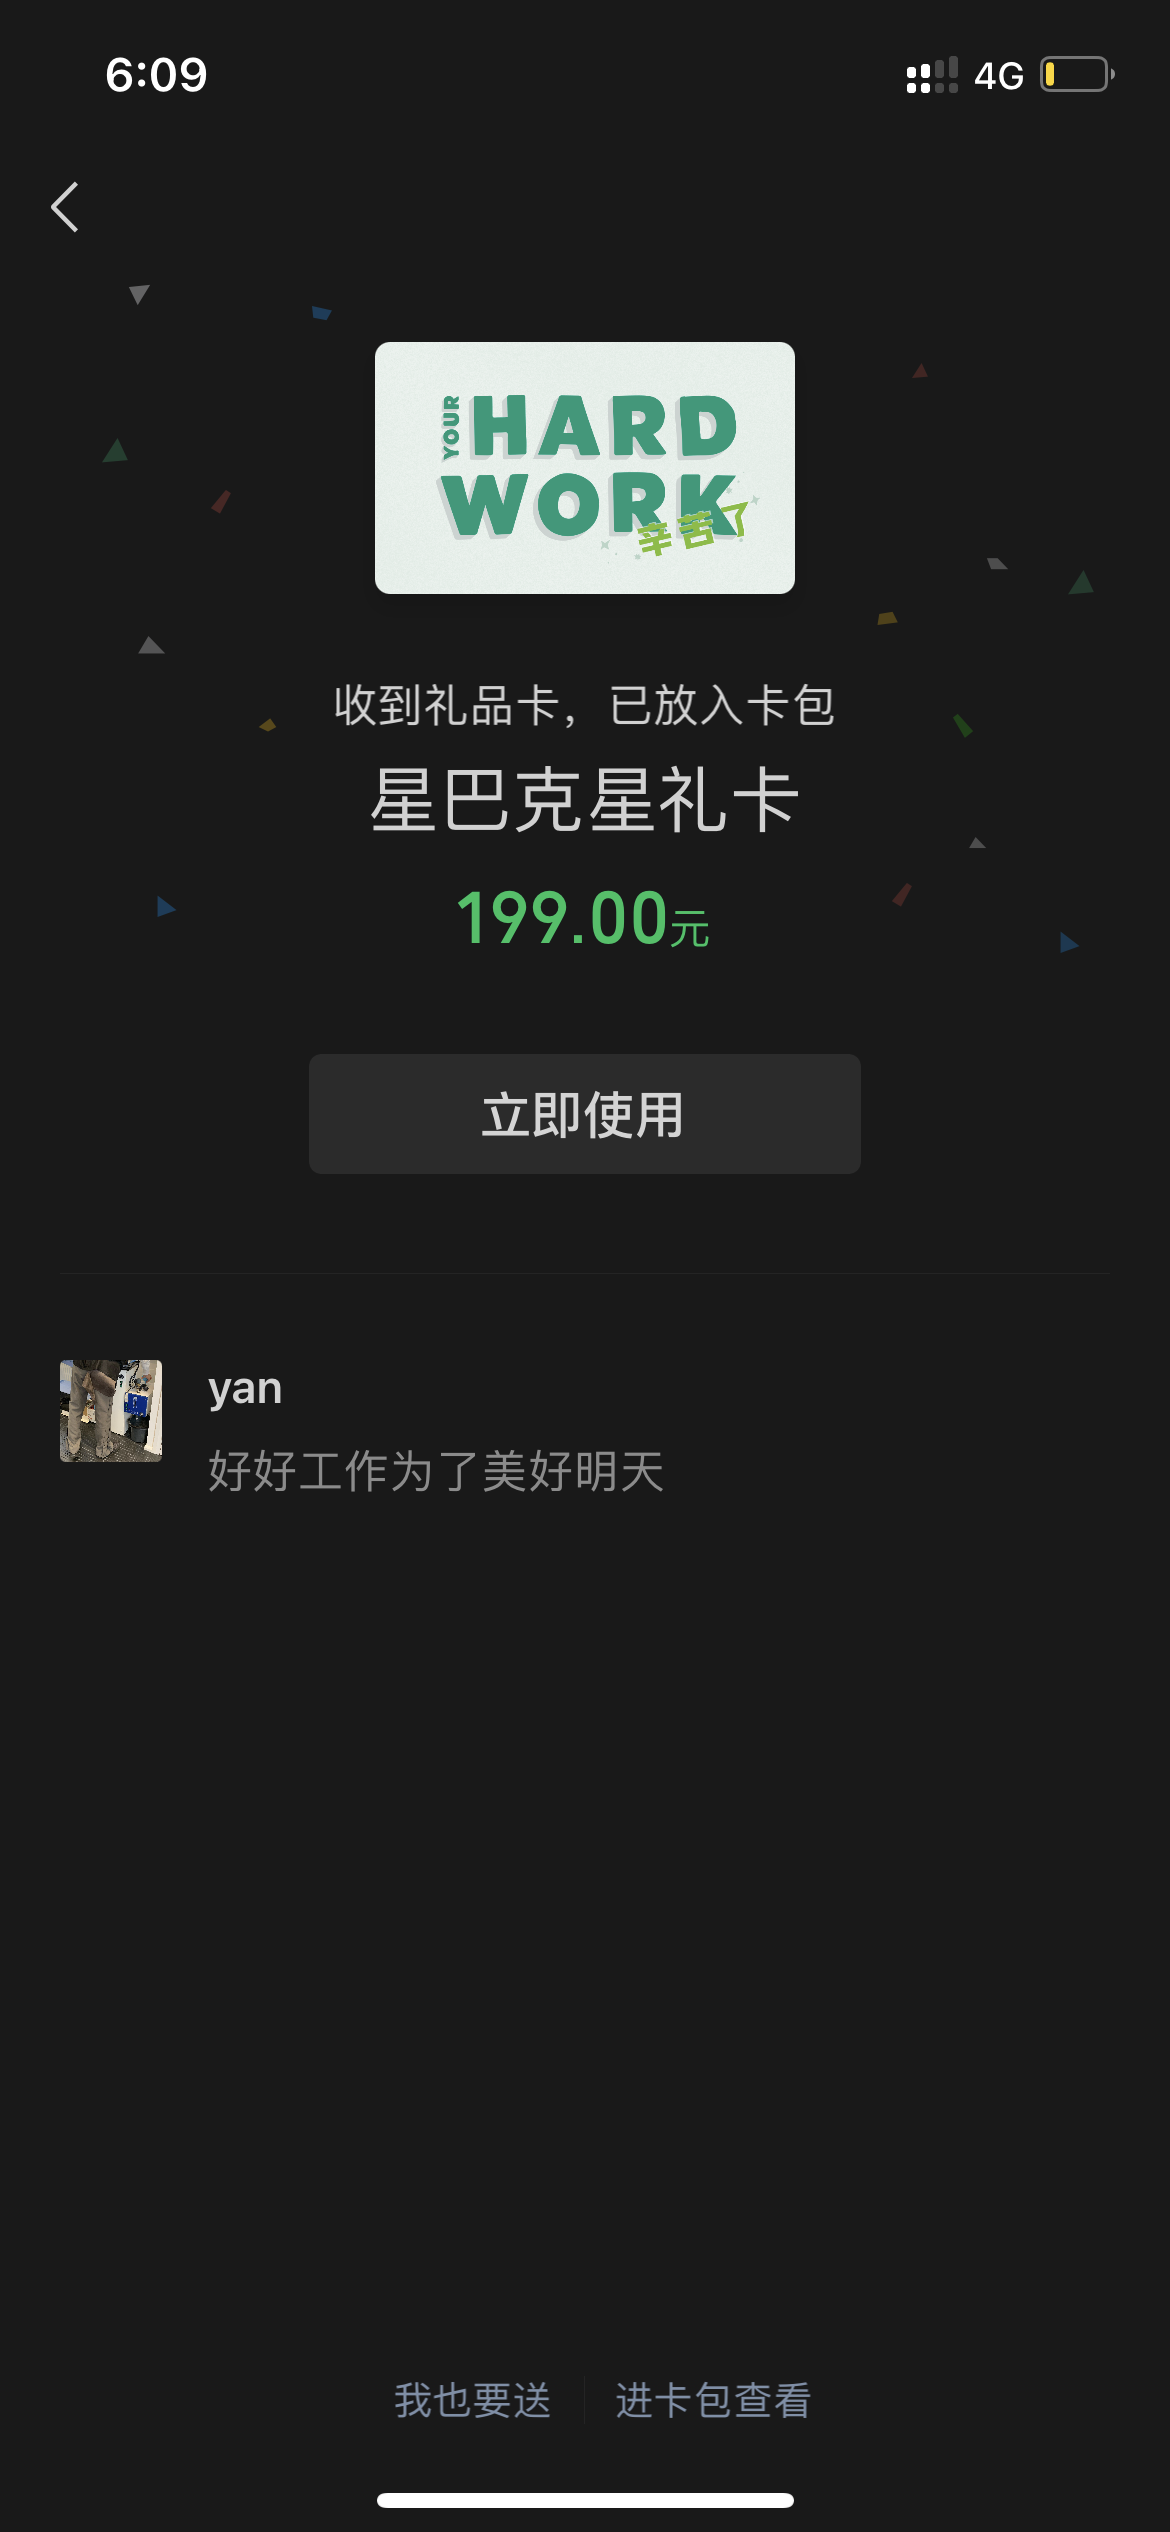 6:09
4G
YOUR HARD
WORK
辛苦了
收到礼品卡，已放入卡包
星巴克星礼卡
199.00元
立即使用
yan
好好工作为了美好明天
我也要送
进卡包查看